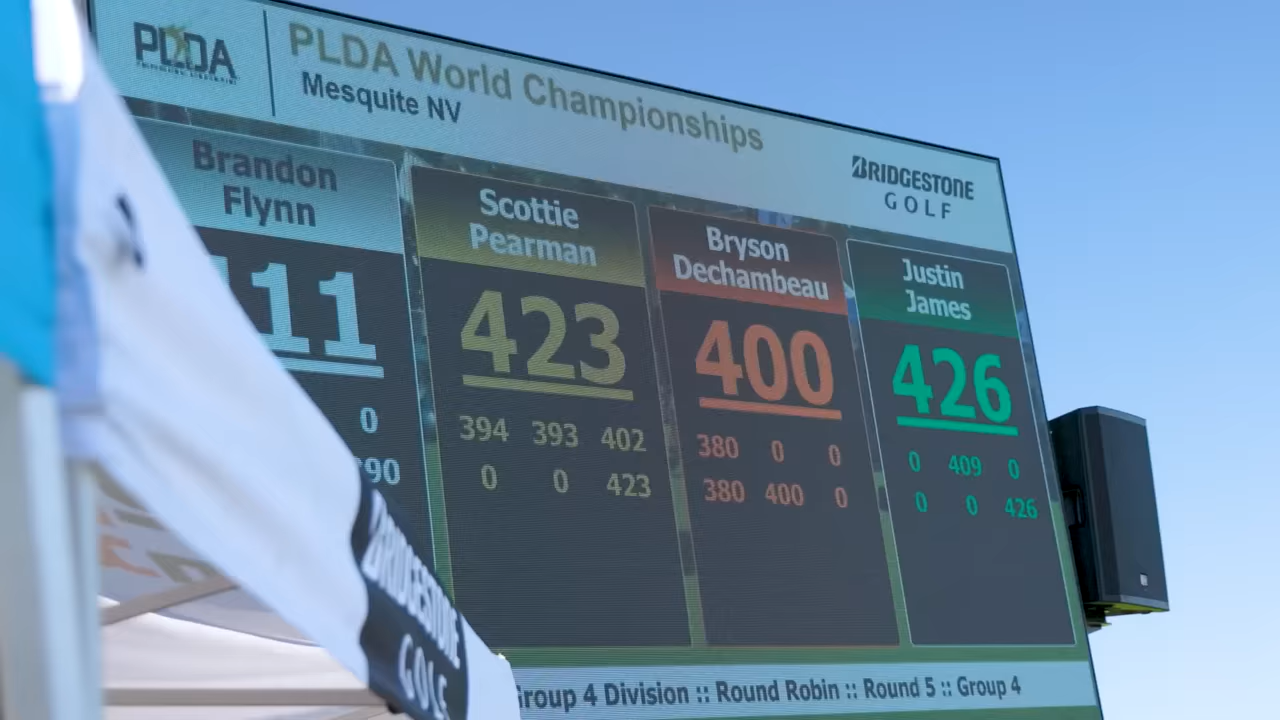 PLDA
PLDA World Championships
Mesquite NV
BRIDGESTONE
GOLF
Brandon
Flynn
11
0
90
Scottie
Pearman
423
394 393 402
0 0 423
Bryson
Dechambeau
400
380 0 0
380 400 0
Justin
James
426
0 409 0
0 0 426
Group 4 Division :: Round Robin :: Round 5 :: Group 4
BRIDGESTONE
GOLF